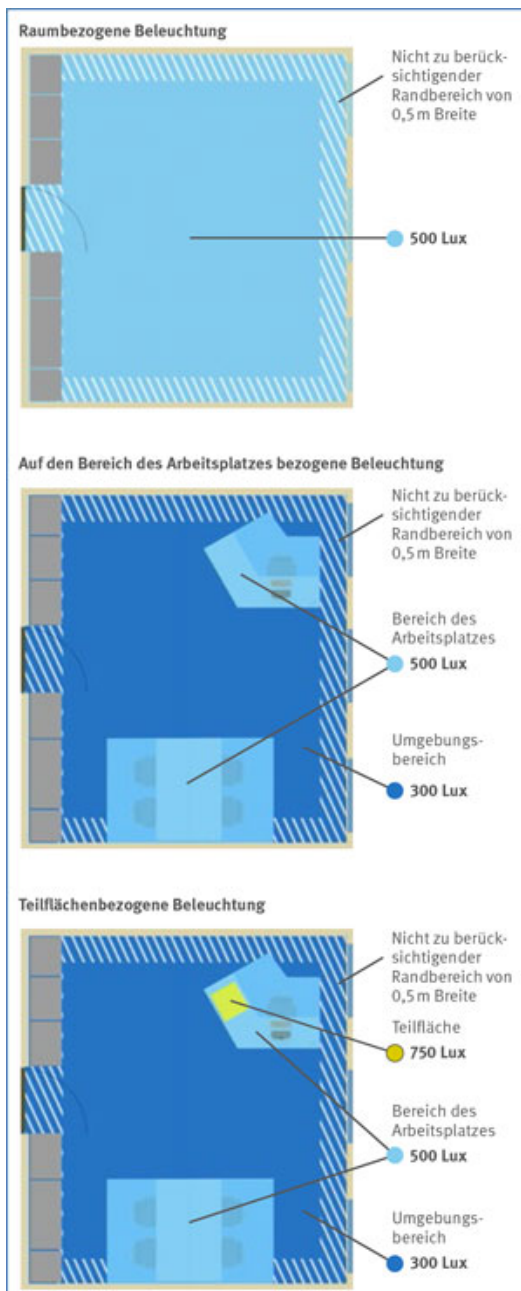 Raumbezogene Beleuchtung
Nicht zu berück-
sichtigender
Randbereich von
0,5 m Breite
500 Lux
Auf den Bereich des Arbeitsplatzes bezogene Beleuchtung
Nicht zu berück-
sichtigender
Randbereich von
0,5 m Breite
Bereich des
Arbeitsplatzes
500 Lux
Umgebungs-
bereich
300 Lux
Teilflächenbezogene Beleuchtung
Nicht zu berück-
sichtigender
Randbereich von
0,5 m Breite
Teilfläche
750 Lux
Bereich des
Arbeitsplatzes
500 Lux
Umgebungs-
bereich
300 Lux